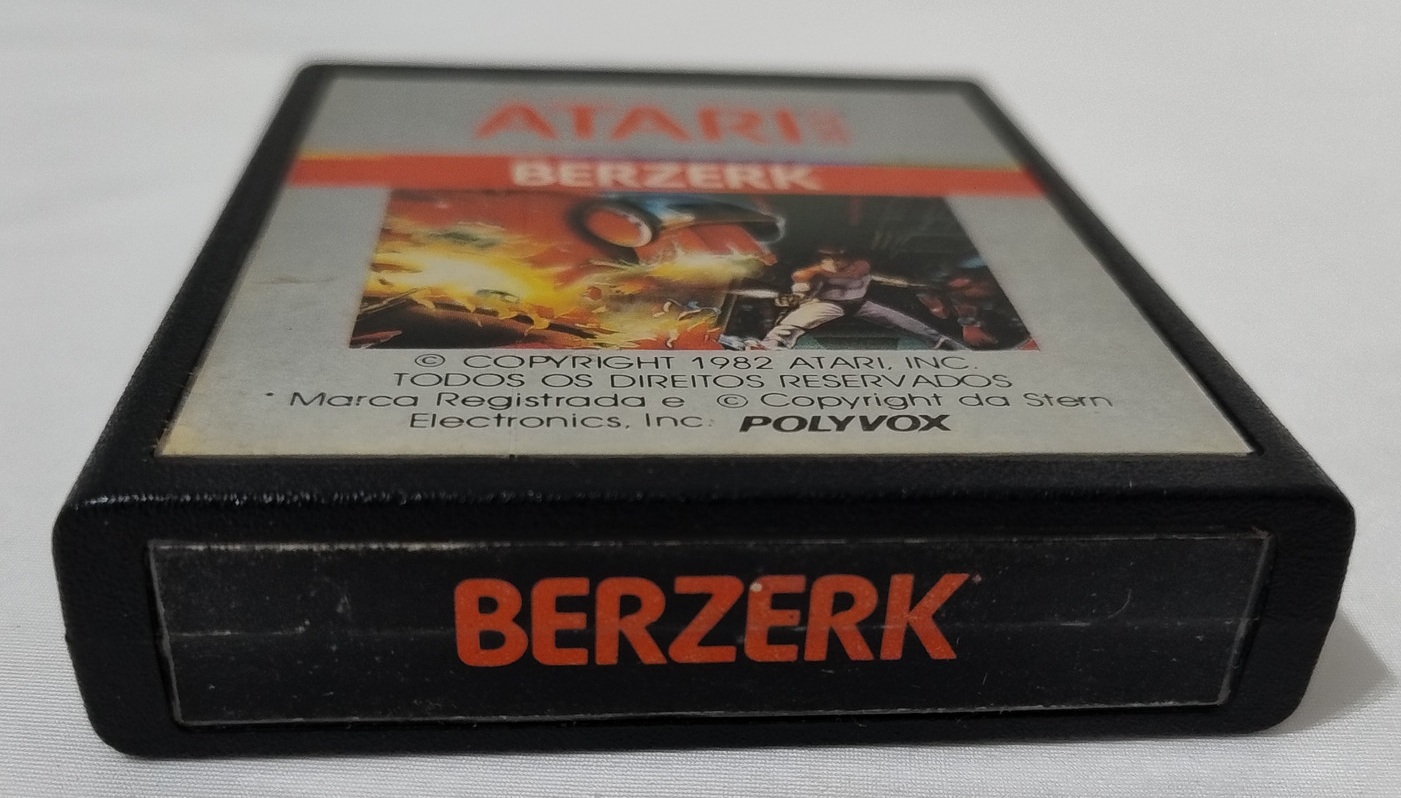 ATARI
BERZERK
© COPYRIGHT 1982 ATARI, INC.
TODOS OS DIREITOS RESERVADOS
* Marca Registrada e © Copyright da Stern
Electronics, Inc. POLYVOX
BERZERK